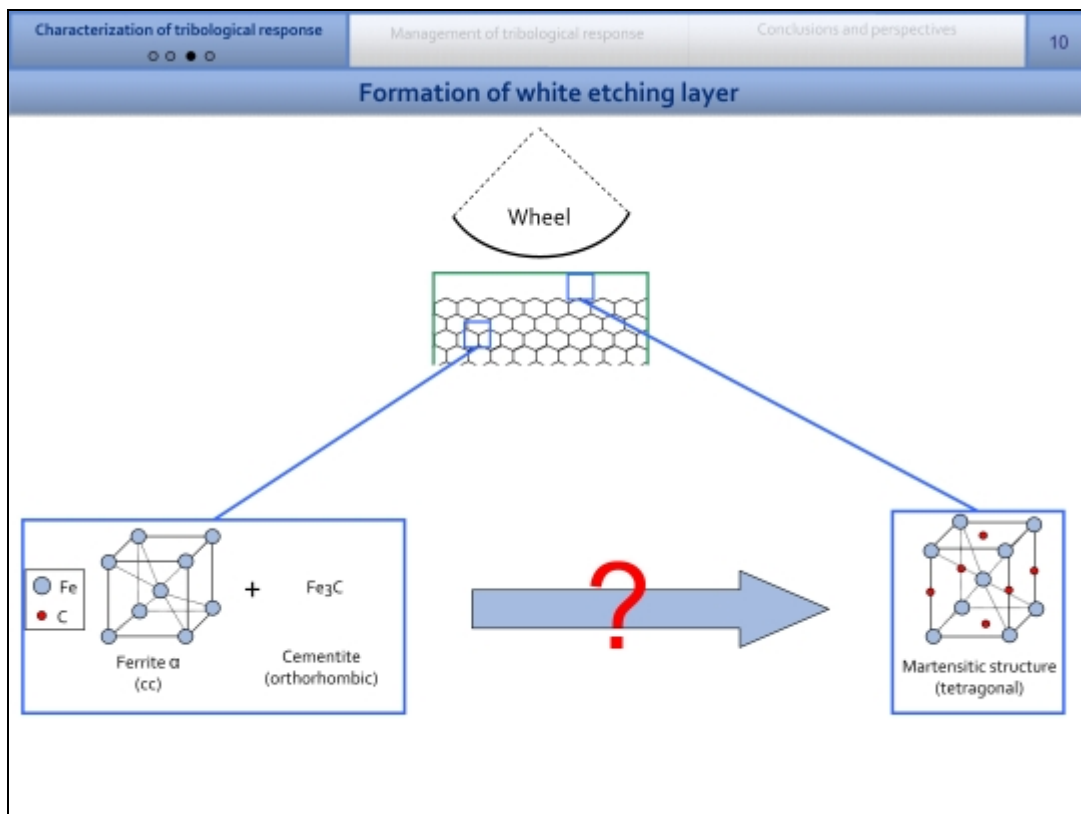 Characterization of tribological response
Management of tribological response
Conclusions and perspectives
10
Formation of white etching layer
Wheel
Fe
C
+
Fe₃C
Ferrite α
(cc)
Cementite
(orthorhombic)
?
Martensitic structure
(tetragonal)